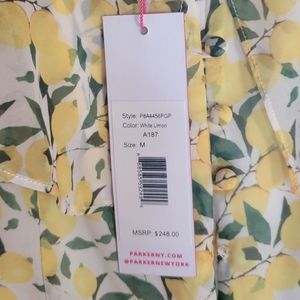 Style: P8A4456PGP
Color: White Limon
A187
Size: M
MSRP: $248.00
PARKERNY.COM
@PARKERNEWYORK